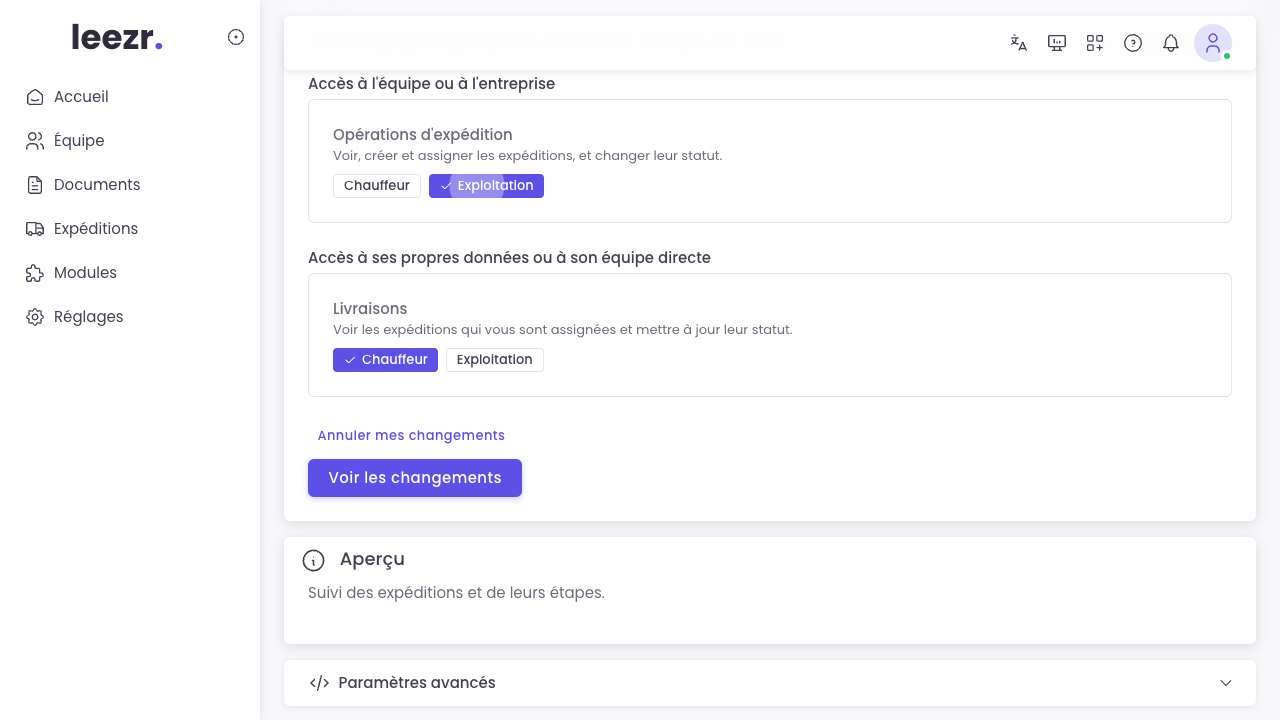 leezr.
Accueil
Équipe
Documents
Expéditions
Modules
Réglages
Accès à l'équipe ou à l'entreprise
Opérations d'expédition
Voir, créer et assigner les expéditions, et changer leur statut.
Chauffeur
Exploitation
Accès à ses propres données ou à son équipe directe
Livraisons
Voir les expéditions qui vous sont assignées et mettre à jour leur statut.
Chauffeur
Exploitation
Annuler mes changements
Voir les changements
Aperçu
Suivi des expéditions et de leurs étapes.
Paramètres avancés